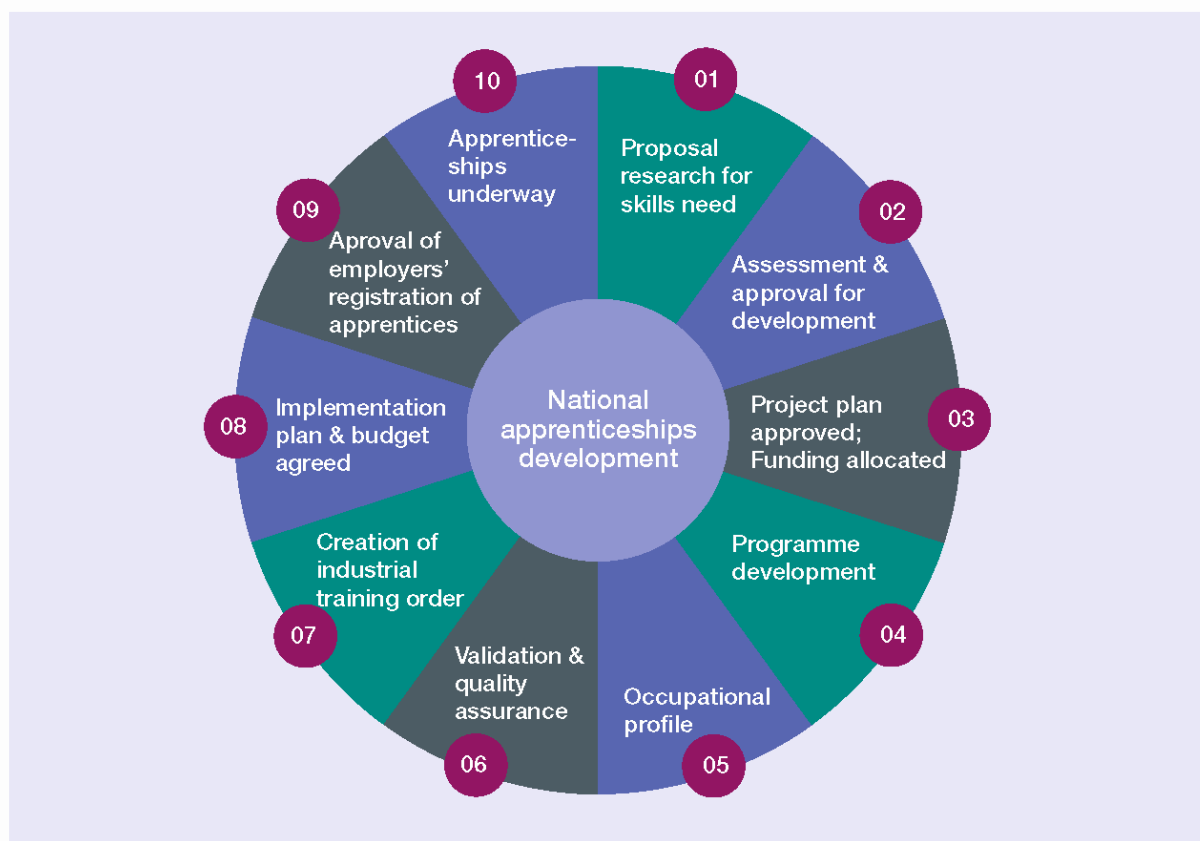 National
apprenticeships
development
01
Proposal
research for
skills need
02
Assessment &
approval for
development
03
Project plan
approved;
Funding allocated
04
Programme
development
05
Occupational
profile
06
Validation &
quality
assurance
07
Creation of
industrial
training order
08
Implementation
plan & budget
agreed
09
Aproval of
employers’
registration of
apprentices
10
Apprentice-
ships
underway